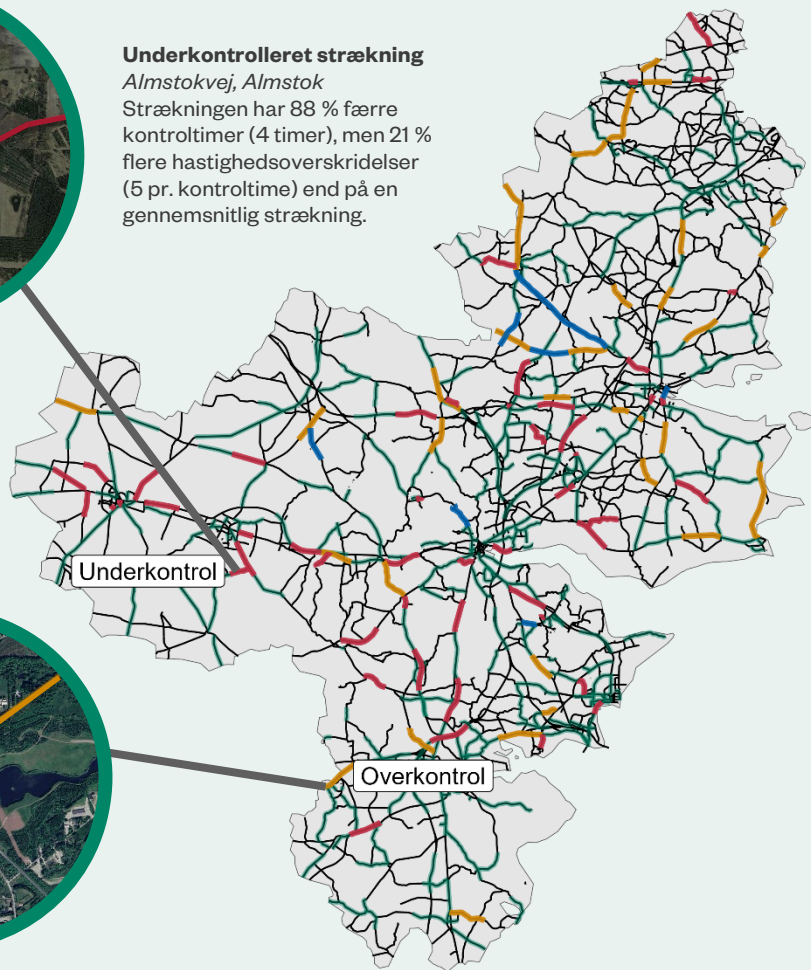 Underkontrolleret strækning
Almstokvej, Almstok
Strækningen har 88 % færre
kontroltimer (4 timer), men 21 %
flere hastighedsoverskridelser
(5 pr. kontroltime) end på en
gennemsnitlig strækning.
Underkontrol
Overkontrol